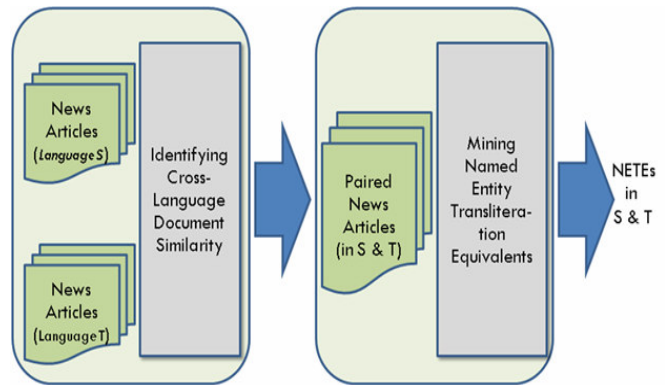 News
Articles
(Language S)
News
Articles
(Language T)
Identifying
Cross-
Language
Document
Similarity
Paired
News
Articles
(in S & T)
Mining
Named
Entity
Translitera-
tion
Equivalents
NETEs
in
S & T